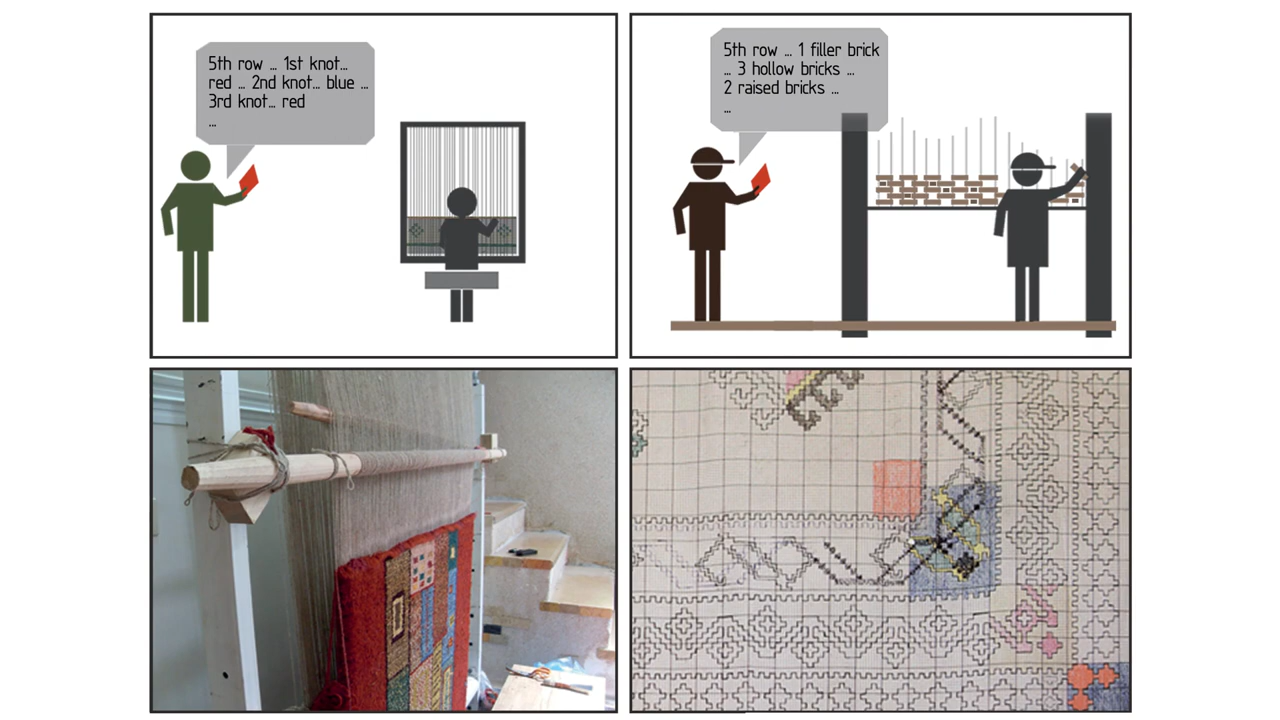 5th row ... 1st knot...
red ... 2nd knot... blue ...
3rd knot... red
...
5th row ... 1 filler brick
... 3 hollow bricks ...
2 raised bricks ...
...